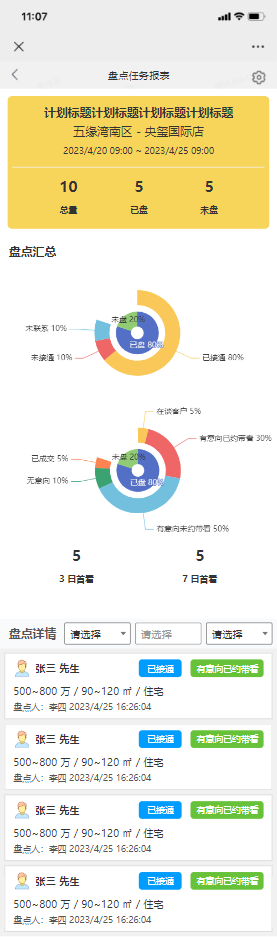 11:07
盘点任务报表
计划标题计划标题计划标题计划标题
五缘湾南区 - 央玺国际店
2023/4/20 09:00 ~ 2023/4/25 09:00
10 5 5
总量 已盘 未盘
盘点汇总
未盘 20%
未联系 10%
已盘 80%
未接通 10% 已接通 80%
在谈客户 5%
有意向已约带看 30%
未盘 20%
已成交 5%
无意向 10%
已盘 80%
有意向未约带看 50%
5 5
3 日首看 7 日首看
盘点详情 请选择 请选择 请选择
张三 先生 已接通 有意向已约带看
500~800 万 / 90~120 ㎡ / 住宅
盘点人：李四 2023/4/25 16:26:04
张三 先生 已接通 有意向已约带看
500~800 万 / 90~120 ㎡ / 住宅
盘点人：李四 2023/4/25 16:26:04
张三 先生 已接通 有意向已约带看
500~800 万 / 90~120 ㎡ / 住宅
盘点人：李四 2023/4/25 16:26:04
张三 先生 已接通 有意向已约带看
500~800 万 / 90~120 ㎡ / 住宅
盘点人：李四 2023/4/25 16:26:04